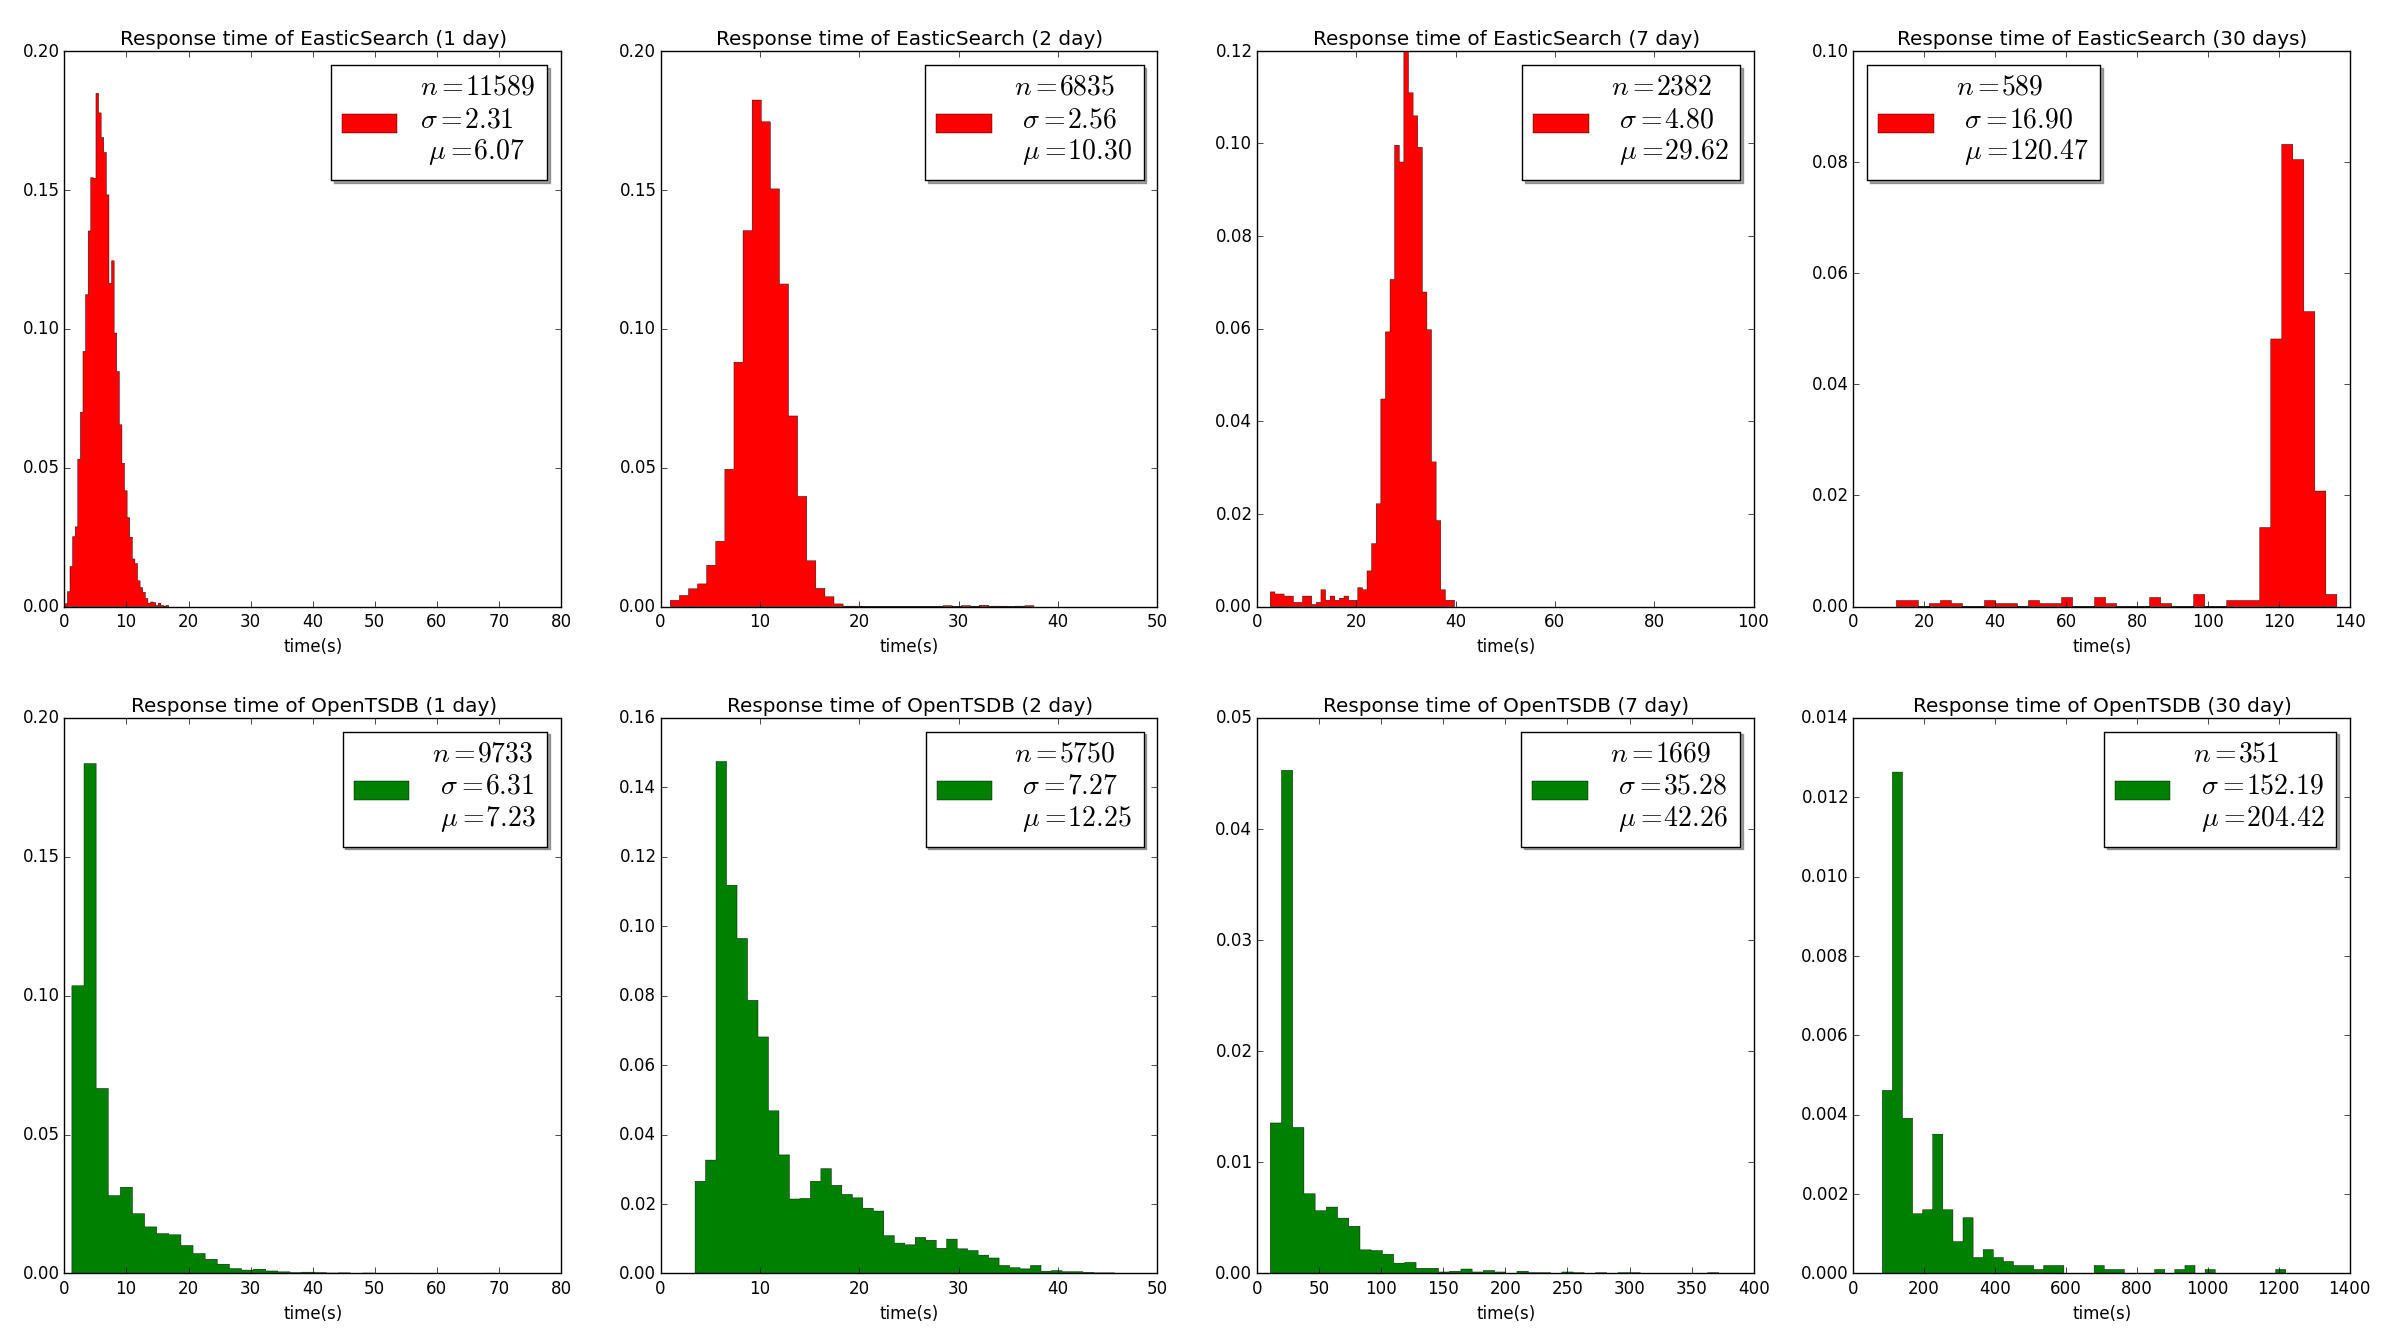 Response time of EasticSearch (1 day)
n=11589
σ=2.31
μ=6.07
0.20
0.15
0.10
0.05
0.00
0 10 20 30 40 50 60 70 80
time(s)
Response time of EasticSearch (2 day)
n=6835
σ=2.56
μ=10.30
0.20
0.15
0.10
0.05
0.00
0 10 20 30 40 50
time(s)
Response time of EasticSearch (7 day)
n=2382
σ=4.80
μ=29.62
0.12
0.10
0.08
0.06
0.04
0.02
0.00
0 20 40 60 80 100
time(s)
Response time of EasticSearch (30 days)
n=589
σ=16.90
μ=120.47
0.10
0.08
0.06
0.04
0.02
0.00
0 20 40 60 80 100 120 140
time(s)
Response time of OpenTSDB (1 day)
n=9733
σ=6.31
μ=7.23
0.20
0.15
0.10
0.05
0.00
0 10 20 30 40 50 60 70 80
time(s)
Response time of OpenTSDB (2 day)
n=5750
σ=7.27
μ=12.25
0.16
0.14
0.12
0.10
0.08
0.06
0.04
0.02
0.00
0 10 20 30 40 50
time(s)
Response time of OpenTSDB (7 day)
n=1669
σ=35.28
μ=42.26
0.05
0.04
0.03
0.02
0.01
0.00
0 50 100 150 200 250 300 350 400
time(s)
Response time of OpenTSDB (30 day)
n=351
σ=152.19
μ=204.42
0.014
0.012
0.010
0.008
0.006
0.004
0.002
0.000
0 200 400 600 800 1000 1200 1400
time(s)